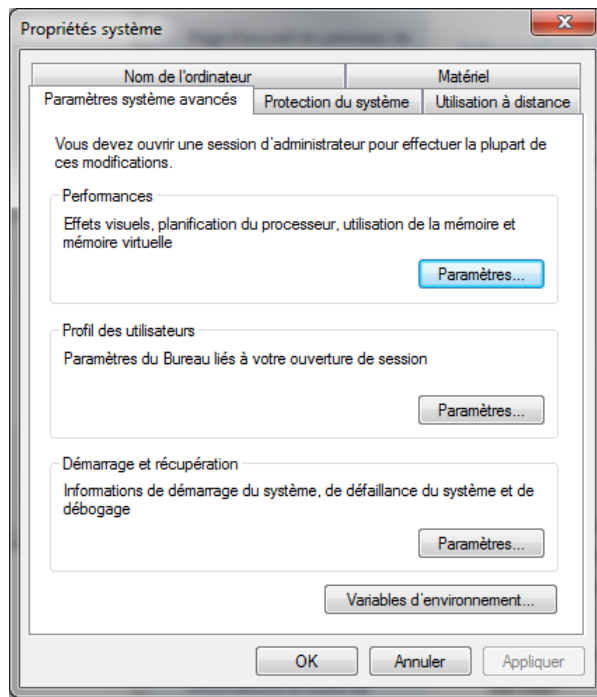 Propriétés système
Nom de l'ordinateur
Matériel
Paramètres système avancés
Protection du système
Utilisation à distance
Vous devez ouvrir une session d'administrateur pour effectuer la plupart de
ces modifications.
Performances
Effets visuels, planification du processeur, utilisation de la mémoire et
mémoire virtuelle
Paramètres...
Profil des utilisateurs
Paramètres du Bureau liés à votre ouverture de session
Paramètres...
Démarrage et récupération
Informations de démarrage du système, de défaillance du système et de
débogage
Paramètres...
Variables d'environnement...
OK
Annuler
Appliquer